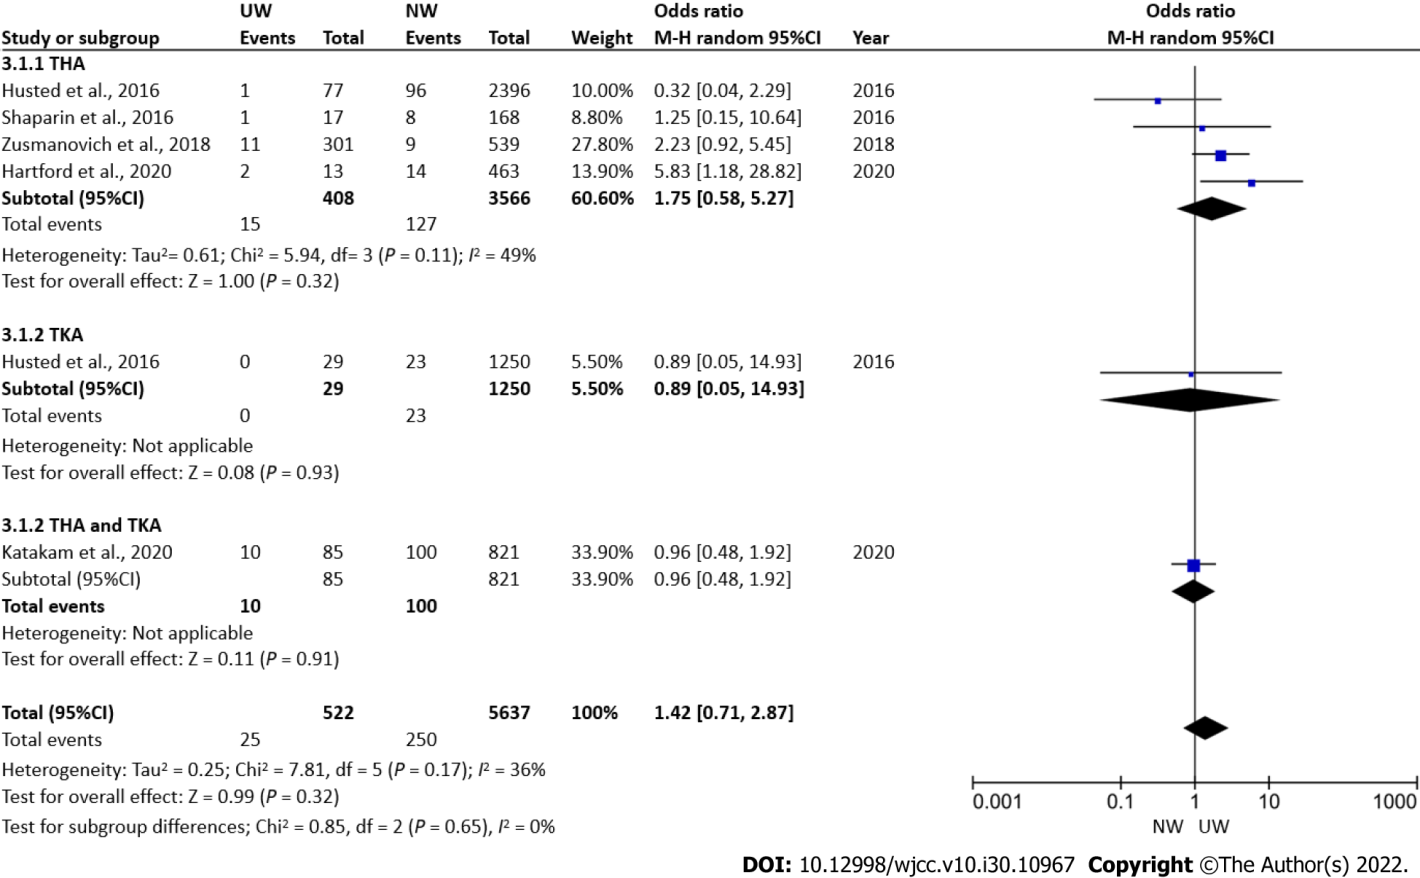 UW NW Odds ratio Odds ratio
Study or subgroup Events Total Events Total Weight M-H random 95%CI Year M-H random 95%CI
3.1.1 THA
Husted et al., 2016 1 77 96 2396 10.00% 0.32 [0.04, 2.29] 2016
Shaparin et al., 2016 1 17 8 168 8.80% 1.25 [0.15, 10.64] 2016
Zusmanovich et al., 2018 11 301 9 539 27.80% 2.23 [0.92, 5.45] 2018
Hartford et al., 2020 2 13 14 463 13.90% 5.83 [1.18, 28.82] 2020
Subtotal (95%CI) 408 3566 60.60% 1.75 [0.58, 5.27]
Total events 15 127
Heterogeneity: Tau²= 0.61; Chi² = 5.94, df= 3 (P = 0.11); I² = 49%
Test for overall effect: Z = 1.00 (P = 0.32)
3.1.2 TKA
Husted et al., 2016 0 29 23 1250 5.50% 0.89 [0.05, 14.93] 2016
Subtotal (95%CI) 29 1250 5.50% 0.89 [0.05, 14.93]
Total events 0 23
Heterogeneity: Not applicable
Test for overall effect: Z = 0.08 (P = 0.93)
3.1.2 THA and TKA
Katakam et al., 2020 10 85 100 821 33.90% 0.96 [0.48, 1.92] 2020
Subtotal (95%CI) 85 821 33.90% 0.96 [0.48, 1.92]
Total events 10 100
Heterogeneity: Not applicable
Test for overall effect: Z = 0.11 (P = 0.91)
Total (95%CI) 522 5637 100% 1.42 [0.71, 2.87]
Total events 25 250
Heterogeneity: Tau² = 0.25; Chi² = 7.81, df = 5 (P = 0.17); I² = 36%
Test for overall effect: Z = 0.99 (P = 0.32)
Test for subgroup differences; Chi² = 0.85, df = 2 (P = 0.65), I² = 0%
0.001 0.1 1 10 1000
NW UW
DOI: 10.12998/wjcc.v10.i30.10967 Copyright ©The Author(s) 2022.